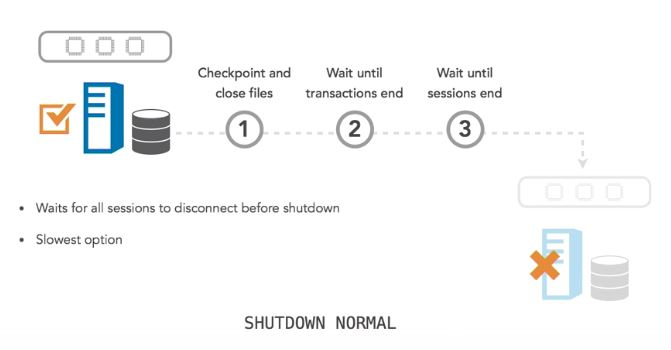 Checkpoint and
close files
Wait until
transactions end
Wait until
sessions end
1
2
3
• Waits for all sessions to disconnect before shutdown
• Slowest option
SHUTDOWN NORMAL